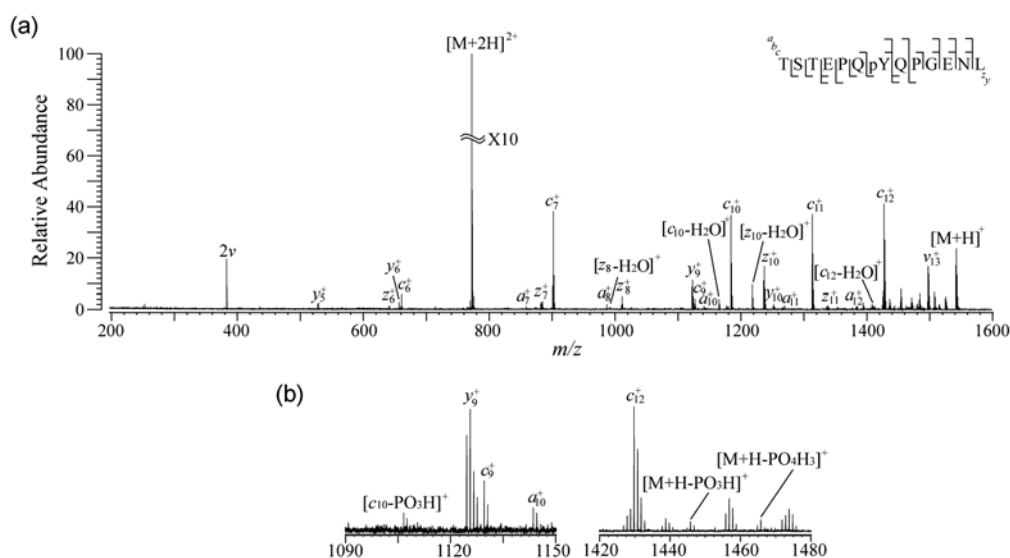 (a)
[M+2H]²⁺
100
80
60
40
20
0
Relative Abundance
X10
a b c
TSTEPQpYQPGENL
z y
2v
y₅⁺
y₆⁺
z₆⁺
c₆⁺
c₇⁺
a₇⁺
z₇⁺
[z₈-H2O]⁺
a₈⁺
z₈⁺
[c₁₀-H2O]⁺
y₉⁺
c₉⁺
a₁₀⁺
c₁₀⁺
[z₁₀-H2O]⁺
z₁₀⁺
y₁₀⁺
a₁₁⁺
c₁₁⁺
[c₁₂-H2O]⁺
z₁₁⁺
a₁₂⁺
c₁₂⁺
v₁₃⁺
[M+H]⁺
200 400 600 800 1000 1200 1400 1600
m/z
(b)
y₉⁺
c₉⁺
[c₁₀-PO₃H]⁺
a₁₀⁺
1090 1120 1150
c₁₂⁺
[M+H-PO₄H₃]⁺
[M+H-PO₃H]⁺
1420 1440 1460 1480